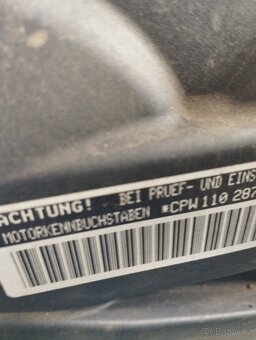 ACHTUNG! BEI PRUEF- UND EINS
MOTORKENNBUCHSTABEN *CPW 110 287